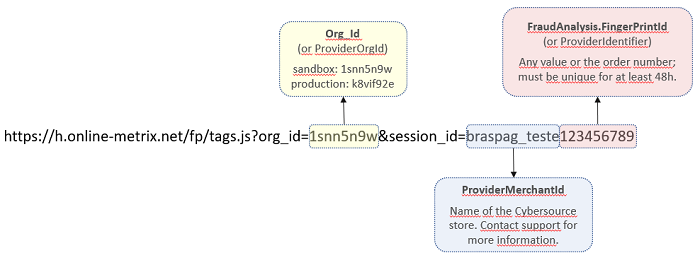 Org_Id
(or ProviderOrgId)
sandbox: 1snn5n9w
production: k8vif92e
FraudAnalysis.FingerPrintId
(or ProviderIdentifier)
Any value or the order number;
must be unique for at least 48h.
https://h.online-metrix.net/fp/tags.js?org_id=1snn5n9w&session_id=braspag_teste123456789
ProviderMerchantId
Name of the Cybersource
store. Contact support for
more information.